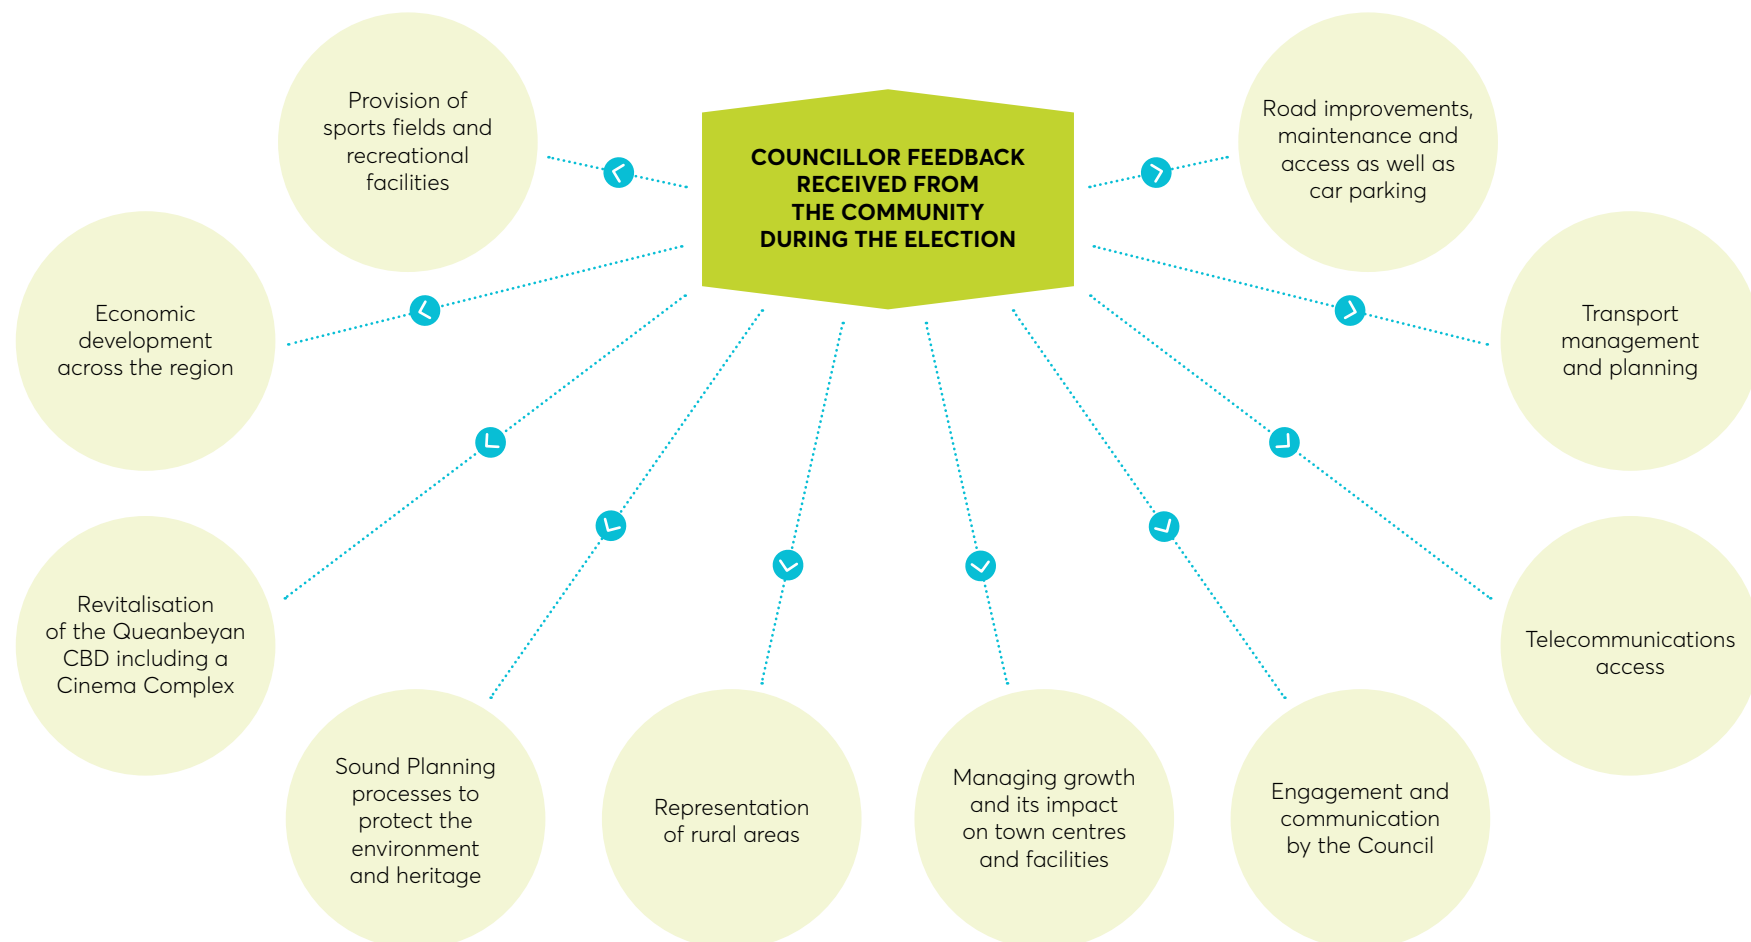 COUNCILLOR FEEDBACK
RECEIVED FROM
THE COMMUNITY
DURING THE ELECTION
Provision of
sports fields and
recreational
facilities
Road improvements,
maintenance and
access as well as
car parking
Economic
development
across the region
Transport
management
and planning
Revitalisation
of the Queanbeyan
CBD including a
Cinema Complex
Telecommunications
access
Sound Planning
processes to
protect the
environment
and heritage
Representation
of rural areas
Managing growth
and its impact
on town centres
and facilities
Engagement and
communication
by the Council